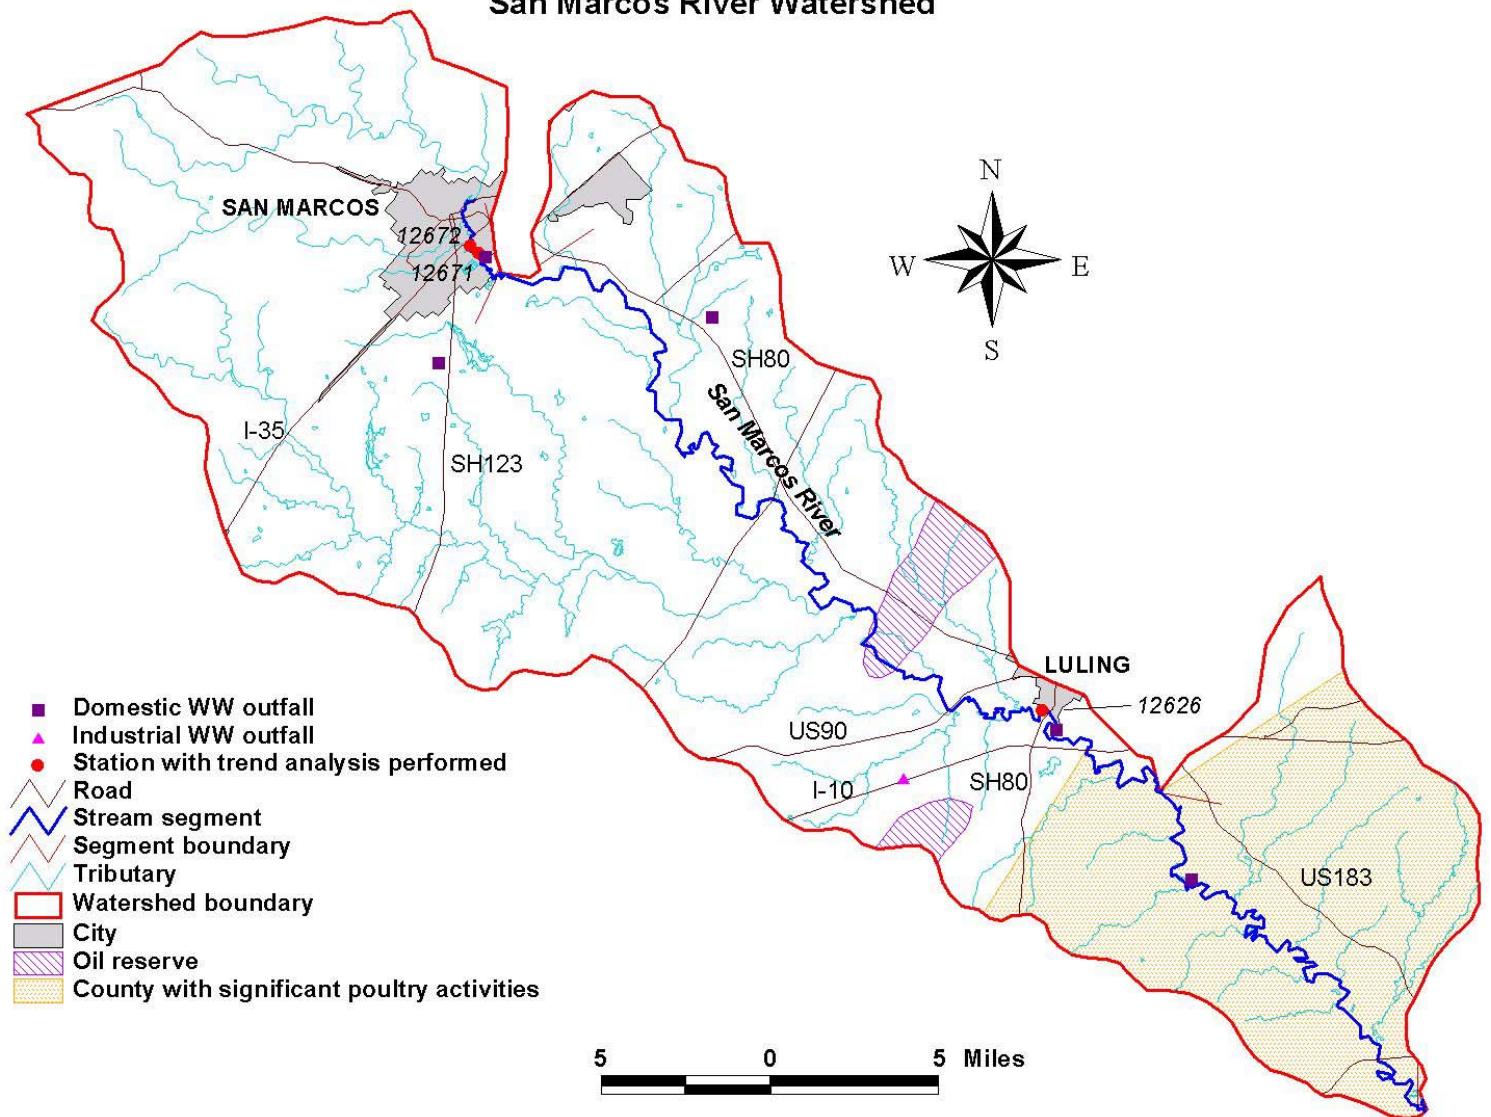 San Marcos River Watershed
N
W E
S
SAN MARCOS
12672
12671
SH80
San Marcos River
I-35
SH123
LULING
12626
US90
I-10
SH80
US183
Domestic WW outfall
Industrial WW outfall
Station with trend analysis performed
Road
Stream segment
Segment boundary
Tributary
Watershed boundary
City
Oil reserve
County with significant poultry activities
5 0 5 Miles